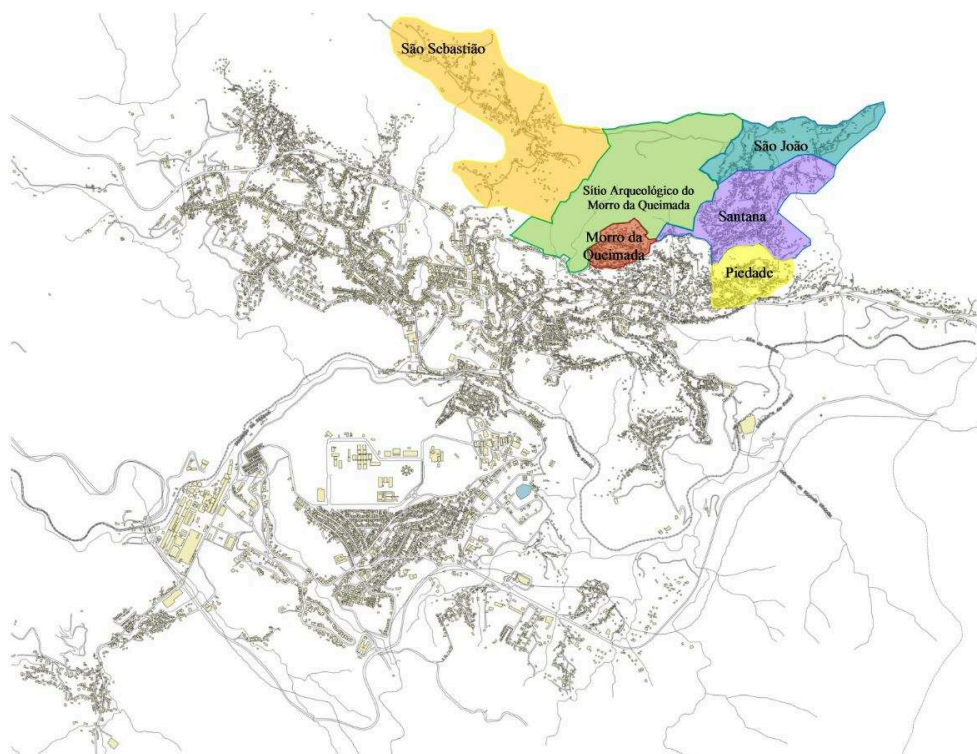 São Sebastião
São João
Sítio Arqueológico do
Morro da Queimada
Santana
Morro da
Queimada
Piedade